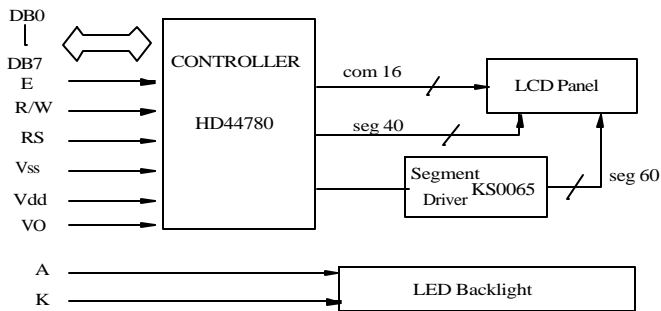 DB0
DB7
E
R/W
RS
Vss
Vdd
VO
CONTROLLER
HD44780
com 16
seg 40
LCD Panel
Segment
Driver KS0065
seg 60
A
K
LED Backlight